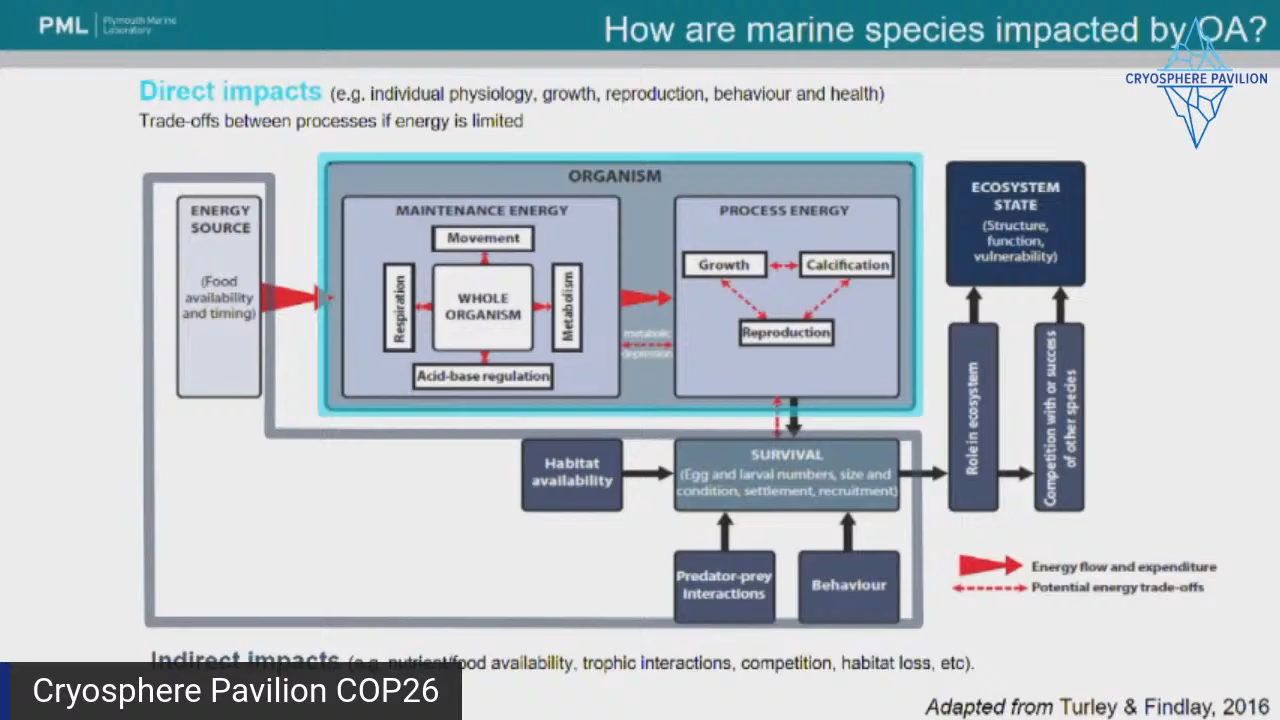 PML | Plymouth Marine
Laboratory
How are marine species impacted by OA?
CRYOSPHERE PAVILION
Direct impacts (e.g. individual physiology, growth, reproduction, behaviour and health)
Trade-offs between processes if energy is limited
ORGANISM
ENERGY
SOURCE
(Food
availability
and timing)
MAINTENANCE ENERGY
Movement
Respiration
WHOLE
ORGANISM
Metabolism
Acid-base regulation
metabolic
depression
PROCESS ENERGY
Growth
Calcification
Reproduction
ECOSYSTEM
STATE
(Structure,
function,
vulnerability)
Role in ecosystem
Competition with or success
of other species
Habitat
availability
SURVIVAL
(Egg and larval numbers, size and
condition, settlement, recruitment)
Predator-prey
Interactions
Behaviour
Energy flow and expenditure
Potential energy trade-offs
Indirect impacts (e.g. nutrient/food availability, trophic interactions, competition, habitat loss, etc).
Cryosphere Pavilion COP26
Adapted from Turley & Findlay, 2016